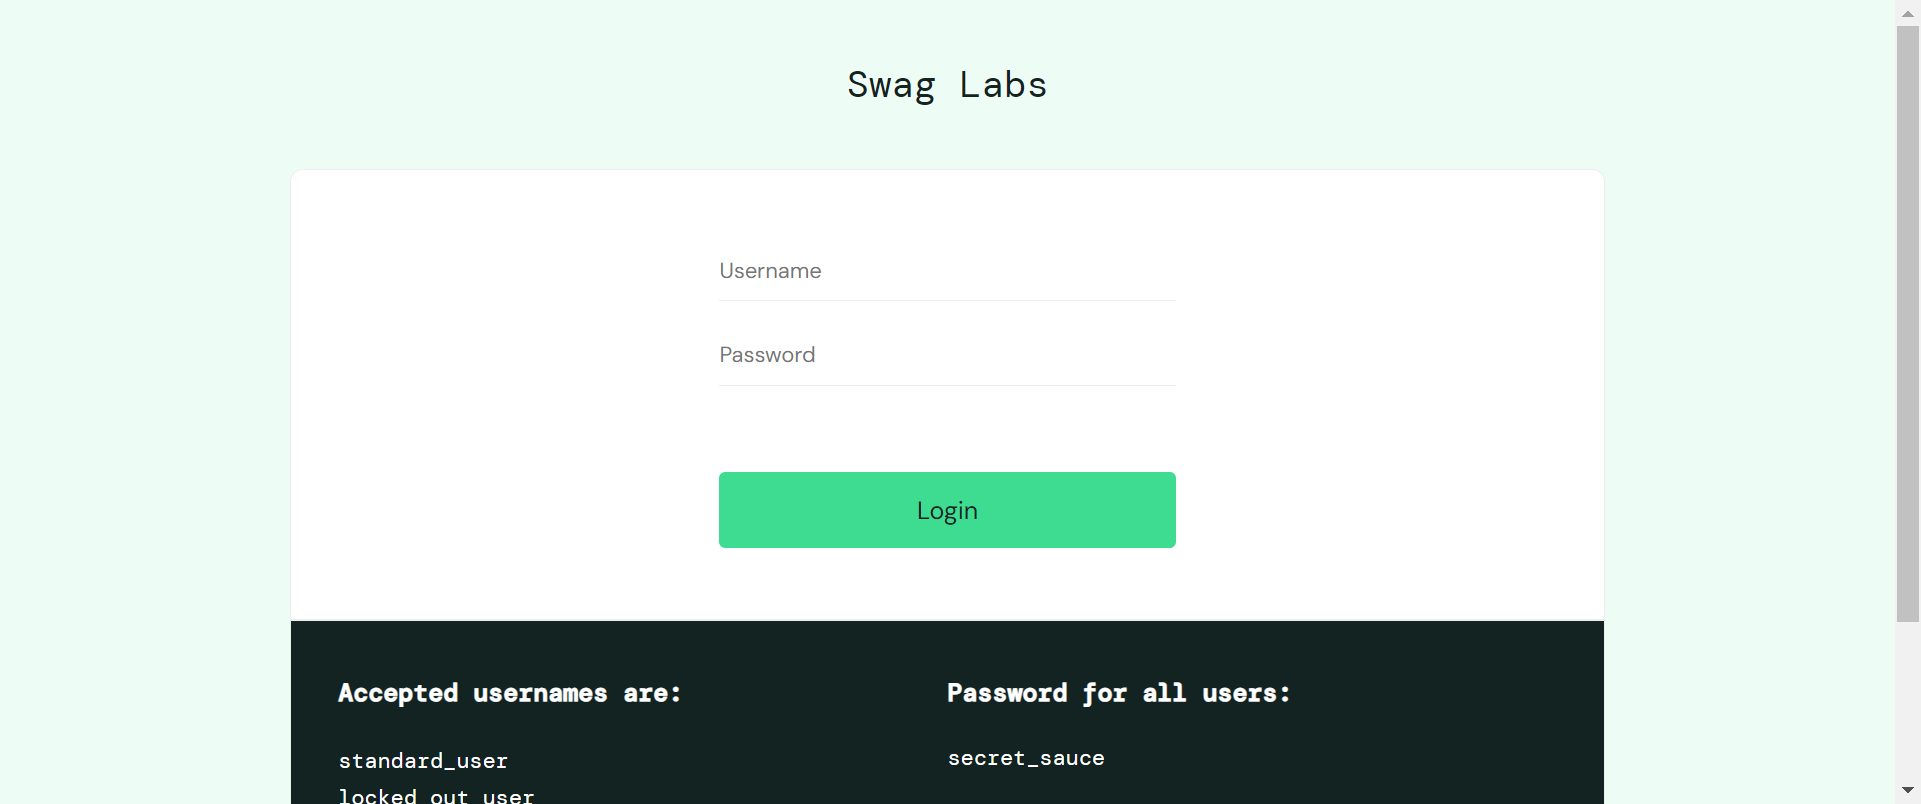 Swag Labs
Username
Password
Login
Accepted usernames are:
standard_user
locked_out_user
Password for all users:
secret_sauce